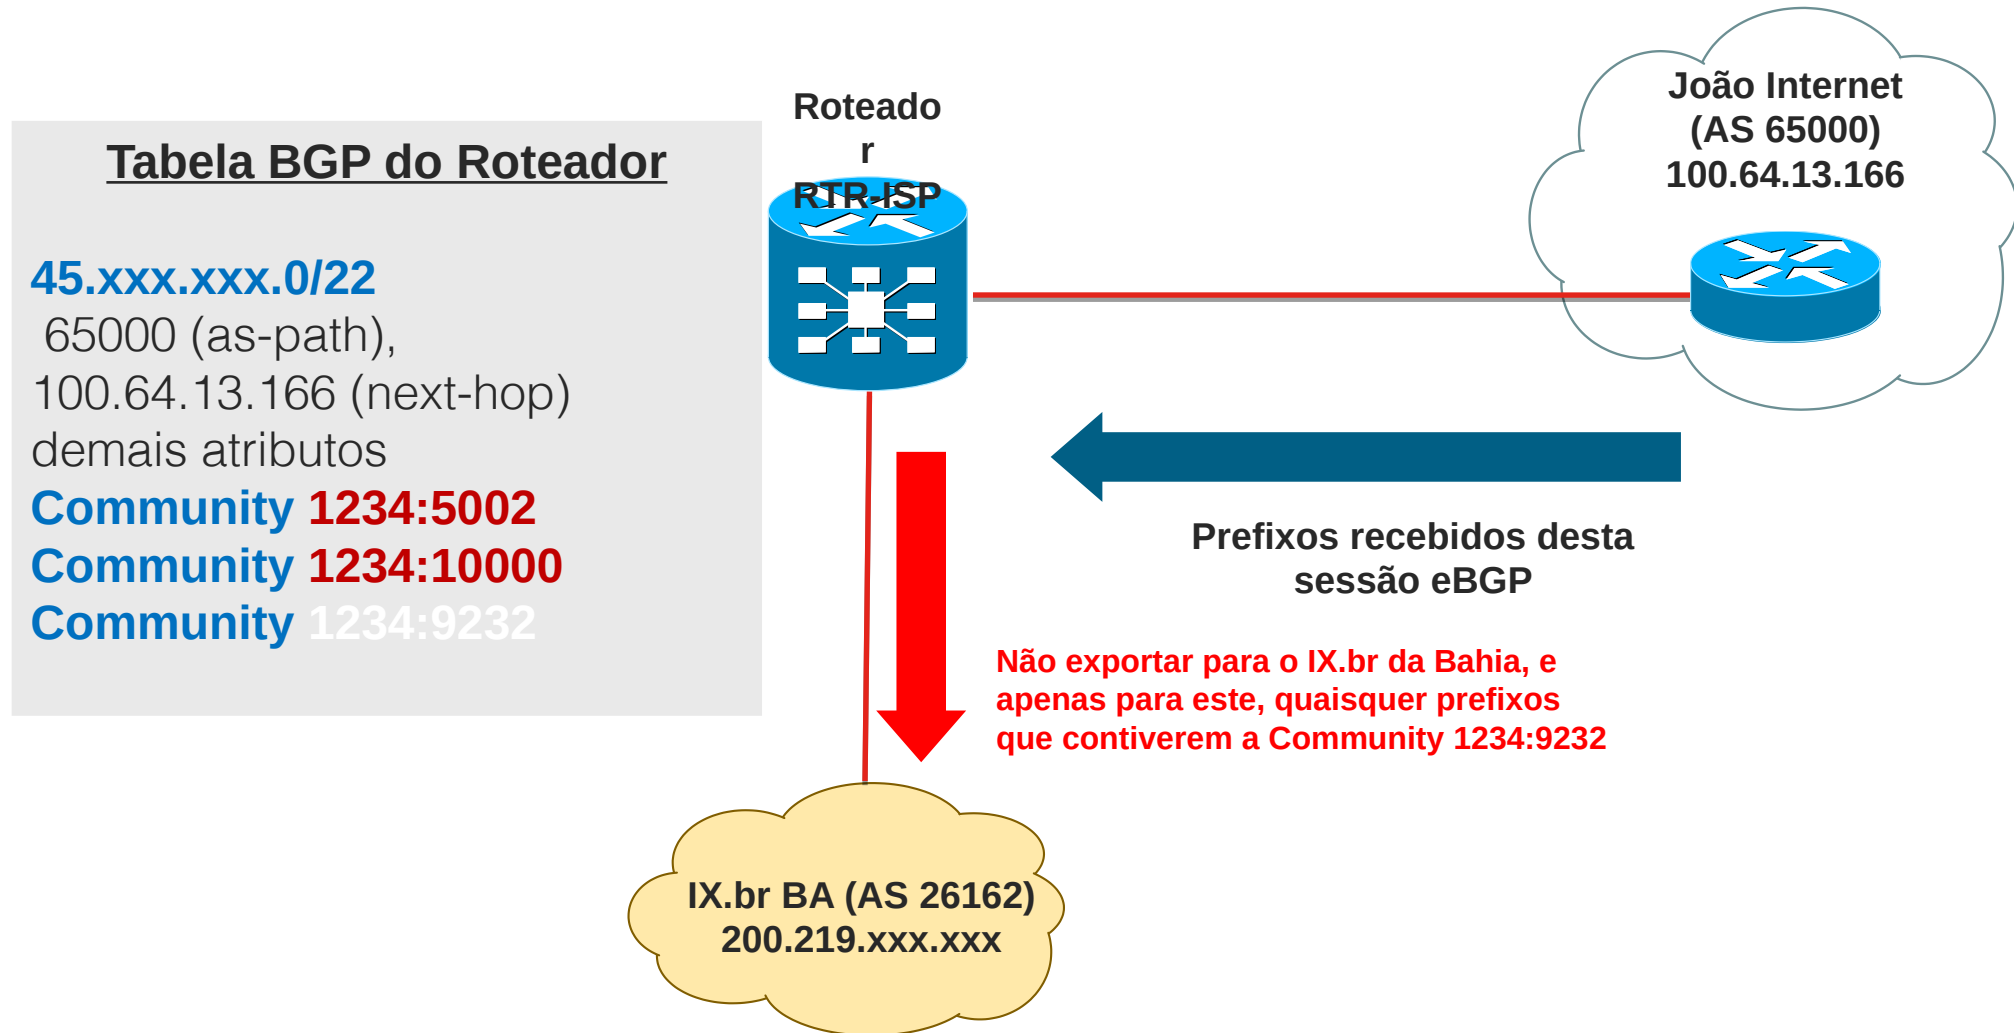 Tabela BGP do Roteador
45.xxx.xxx.0/22
65000 (as-path),
100.64.13.166 (next-hop)
demais atributos
Community 1234:5002
Community 1234:10000
Community 1234:9232
Roteado
r
RTR-ISP
João Internet
(AS 65000)
100.64.13.166
Prefixos recebidos desta
sessão eBGP
Não exportar para o IX.br da Bahia, e
apenas para este, quaisquer prefixos
que contiverem a Community 1234:9232
IX.br BA (AS 26162)
200.219.xxx.xxx